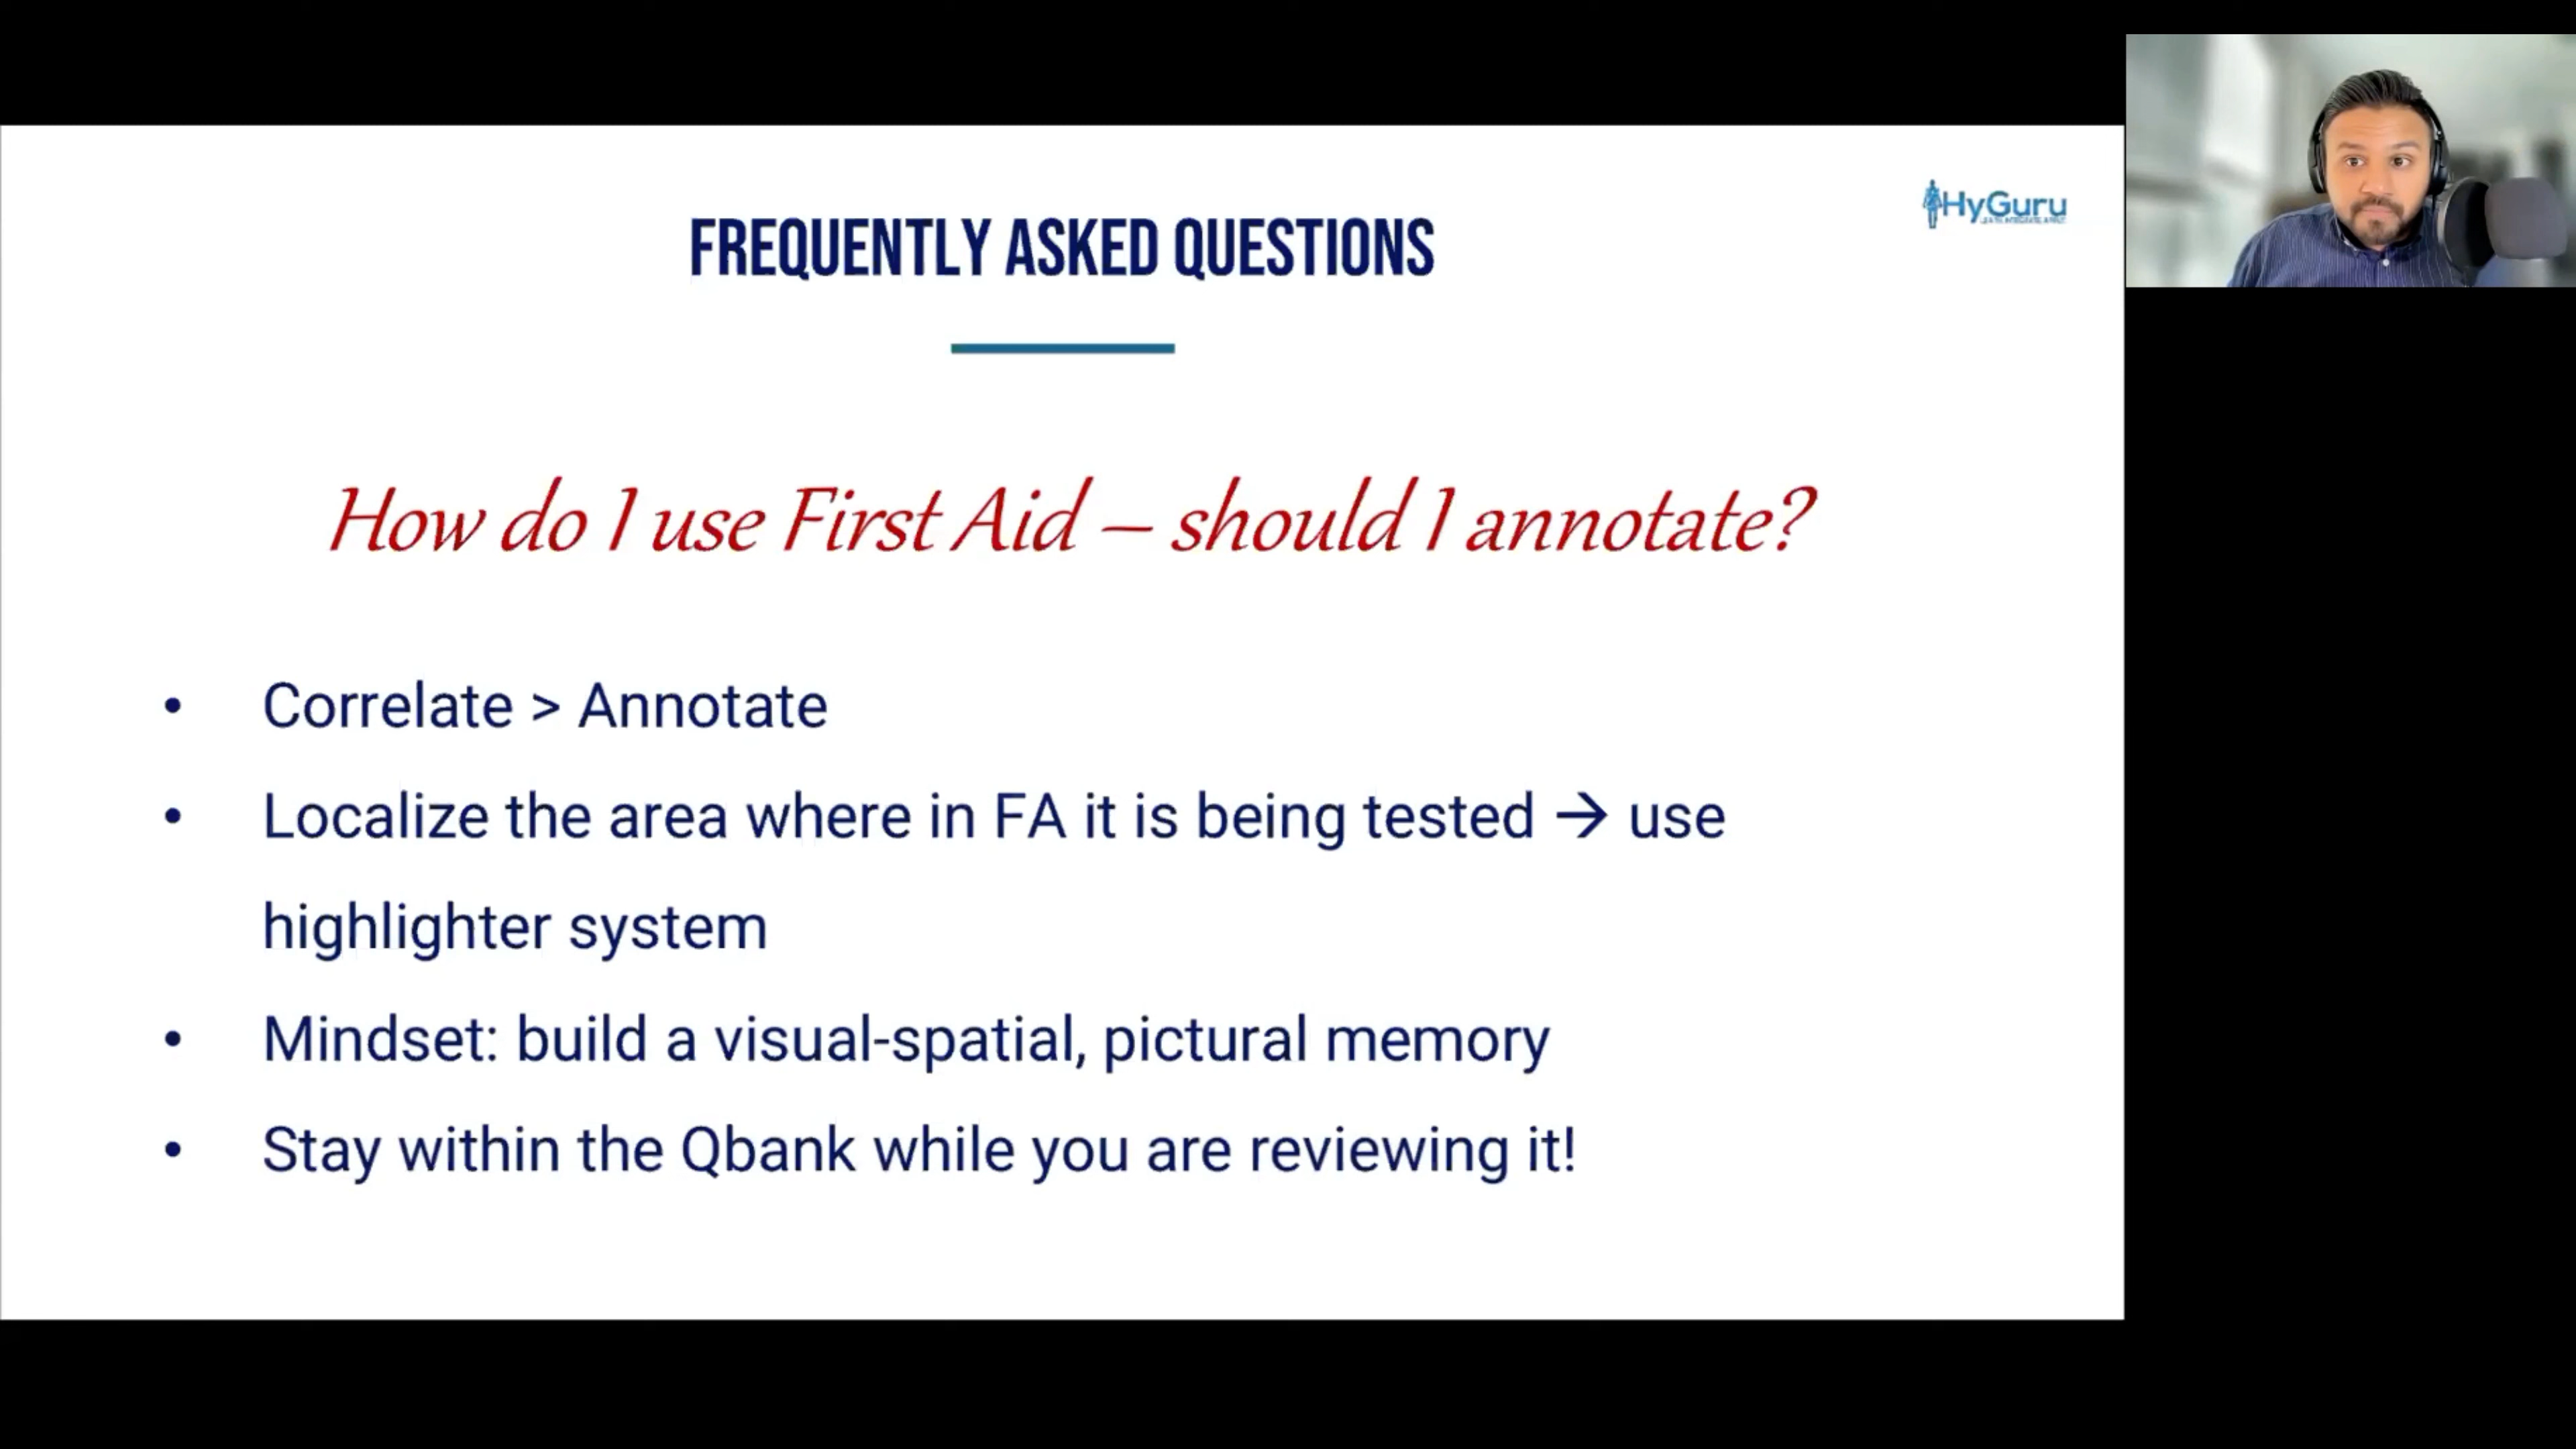 FREQUENTLY ASKED QUESTIONS
HyGuru
How do I use First Aid – should I annotate?
• Correlate > Annotate
• Localize the area where in FA it is being tested → use
highlighter system
• Mindset: build a visual-spatial, pictural memory
• Stay within the Qbank while you are reviewing it!